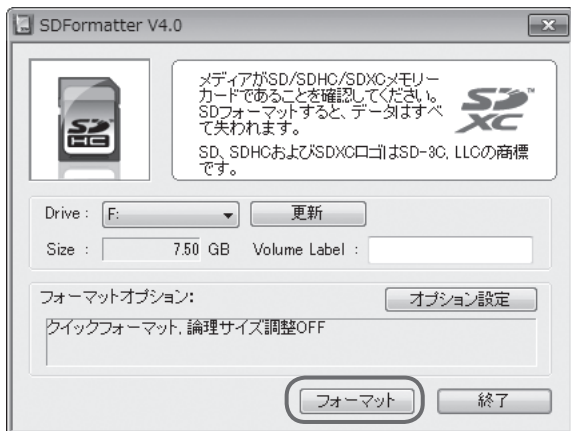 SDFormatter V4.0
SD
HC
メディアがSD/SDHC/SDXCメモリー
カードであることを確認してください。
SDフォーマットすると、データはすべ
て失われます。
SD、SDHCおよびSDXCロゴはSD-3C, LLCの商標
です。
SD™
XC
Drive : F: 更新
Size : 7.50 GB Volume Label :
フォーマットオプション: オプション設定
クイックフォーマット, 論理サイズ調整OFF
フォーマット 終了